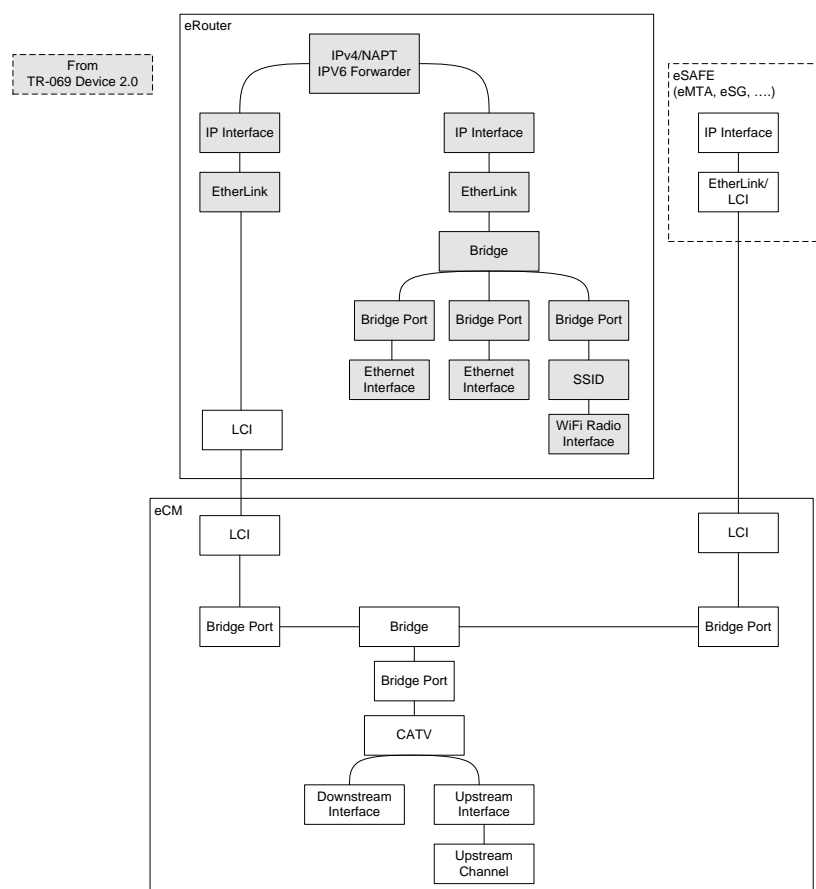 eRouter
From
TR-069 Device 2.0
IPv4/NAPT
IPV6 Forwarder
eSAFE
(eMTA, eSG, ....)
IP Interface
IP Interface
IP Interface
EtherLink
EtherLink
EtherLink/
LCI
Bridge
Bridge Port
Bridge Port
Bridge Port
Ethernet
Interface
Ethernet
Interface
SSID
WiFi Radio
Interface
LCI
eCM
LCI
LCI
Bridge Port
Bridge
Bridge Port
Bridge Port
CATV
Downstream
Interface
Upstream
Interface
Upstream
Channel